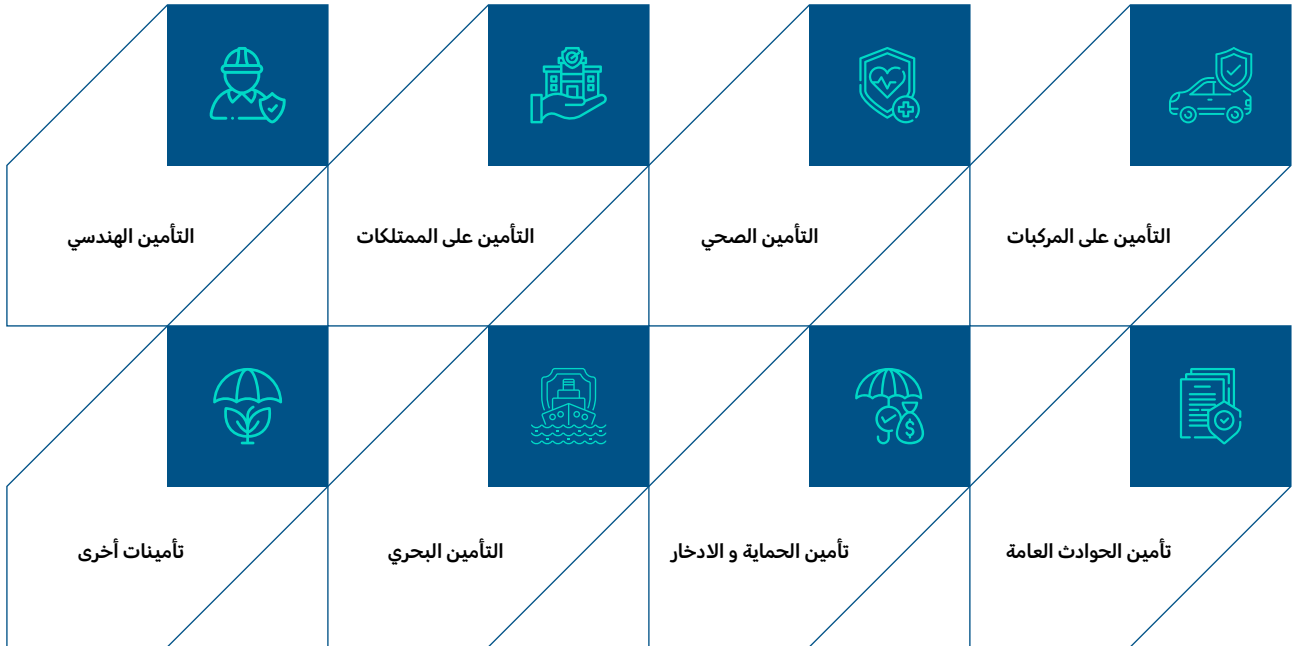 التأمين على المركبات
التأمين الصحي
التأمين على الممتلكات
التأمين الهندسي
تأمين الحوادث العامة
تأمين الحماية و الادخار
التأمين البحري
تأمينات أخرى